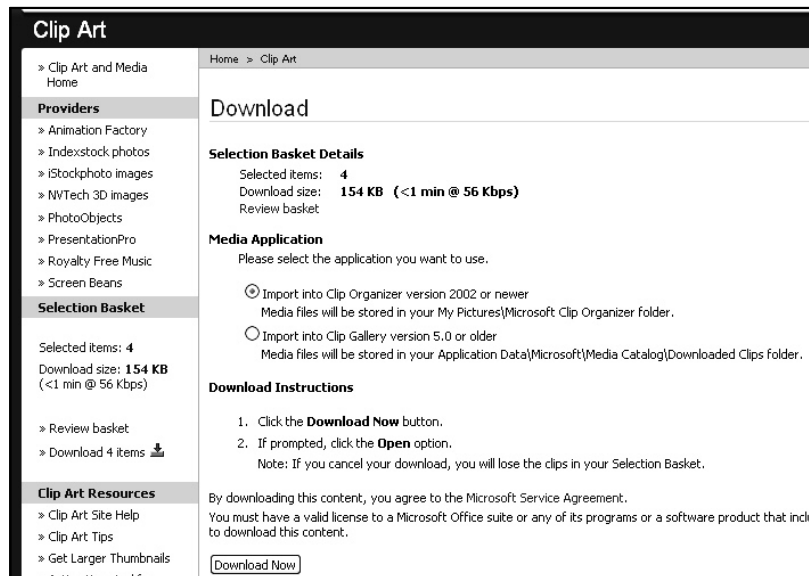 Clip Art
» Clip Art and Media
Home
Providers
» Animation Factory
» Indexstock photos
» iStockphoto images
» NVTech 3D images
» PhotoObjects
» PresentationPro
» Royalty Free Music
» Screen Beans
Selection Basket
Selected items: 4
Download size: 154 KB
(<1 min @ 56 Kbps)
» Review basket
» Download 4 items
Clip Art Resources
» Clip Art Site Help
» Clip Art Tips
» Get Larger Thumbnails
Home » Clip Art
Download
Selection Basket Details
Selected items: 4
Download size: 154 KB (<1 min @ 56 Kbps)
Review basket
Media Application
Please select the application you want to use.
Import into Clip Organizer version 2002 or newer
Media files will be stored in your My Pictures\Microsoft Clip Organizer folder.
Import into Clip Gallery version 5.0 or older
Media files will be stored in your Application Data\Microsoft\Media Catalog\Downloaded Clips folder.
Download Instructions
1. Click the Download Now button.
2. If prompted, click the Open option.
Note: If you cancel your download, you will lose the clips in your Selection Basket.
By downloading this content, you agree to the Microsoft Service Agreement.
You must have a valid license to a Microsoft Office suite or any of its programs or a software product that
to download this content.
Download Now